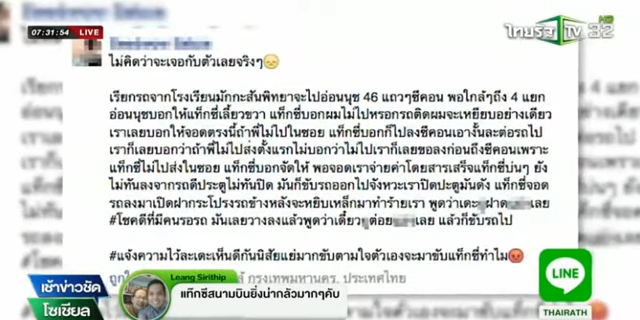 07:31:54
ไทยรัฐ TV HD 32
ไม่คิดว่าจะเจอกับตัวเลยจริงๆ😞
เรียกรถจากโรงเรียนมักกะสันพิทยาจะไปอ่อนนุช 46 แถวๆซีคอน พอใกล้ๆถึง 4 แยก
อ่อนนุชบอกให้แท็กซี่เลี้ยวขวา แท็กซี่บอกผมไม่ไปหรอกรถติดผมจะเหยียบอย่างเดียว
เราเลยบอกให้จอดตรงนี้ถ้าพี่ไม่ไปในซอย แท็กซี่บอกก็ไปลงซีคอนเอางั้นละต่อรถไป
เราก็เลยบอกว่าถ้าพี่ไม่ไปส่งตั้งแรกไม่บอกว่าไม่ไปเราก็เลยขอลงก่อนถึงซีคอนเพราะ
แท็กซี่ไม่ไปส่งในซอย แท็กซี่บอกจัดให้ พอจอดเราจ่ายค่าโดยสารเสร็จแท็กซี่บ่นๆ ยัง
ไม่ทันลงจากรถดีประตูไม่ทันปิด มันก็ขับรถออกไปจังหวะเราเปิดปะตูมันดัง แท็กซี่จอด
รถลงมาเปิดฝากระโปรงรถข้างหลังจะหยิบเหล็กมาทำร้ายเรา พูดว่าเดะ ฝาด เลย
#โชคดีที่มีคนรอรถ มันเลยวางลงแล้วพูดว่าเดี๋ยว ต่อย เลย แล้วก็ขับรถไป
#แจ้งความไว้ละเดะเห็นดีกันนิสัยแย่มากขับตามใจตัวเองจะมาขับแท็กซี่ทำไม😡
กรุงเทพมหานคร, ประเทศไทย
เช้าข่าวชัด
โซเชียล
Leang Sirithip
แท๊กซีสนามบินยิ่งน่ากลัวมากๆคับ
LINE
THAIRATH